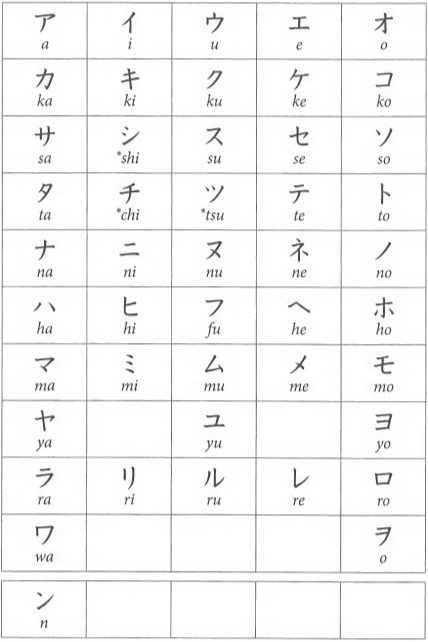 ア イ ウ エ オ
a i u e o
カ キ ク ケ コ
ka ki ku ke ko
サ シ ス セ ソ
sa *shi su se so
タ チ ツ テ ト
ta *chi *tsu te to
ナ ニ ヌ ネ ノ
na ni nu ne no
ハ ヒ フ ヘ ホ
ha hi fu he ho
マ ミ ム メ モ
ma mi mu me mo
ヤ ユ ヨ
ya yu yo
ラ リ ル レ ロ
ra ri ru re ro
ワ ヲ
wa o
ン
n